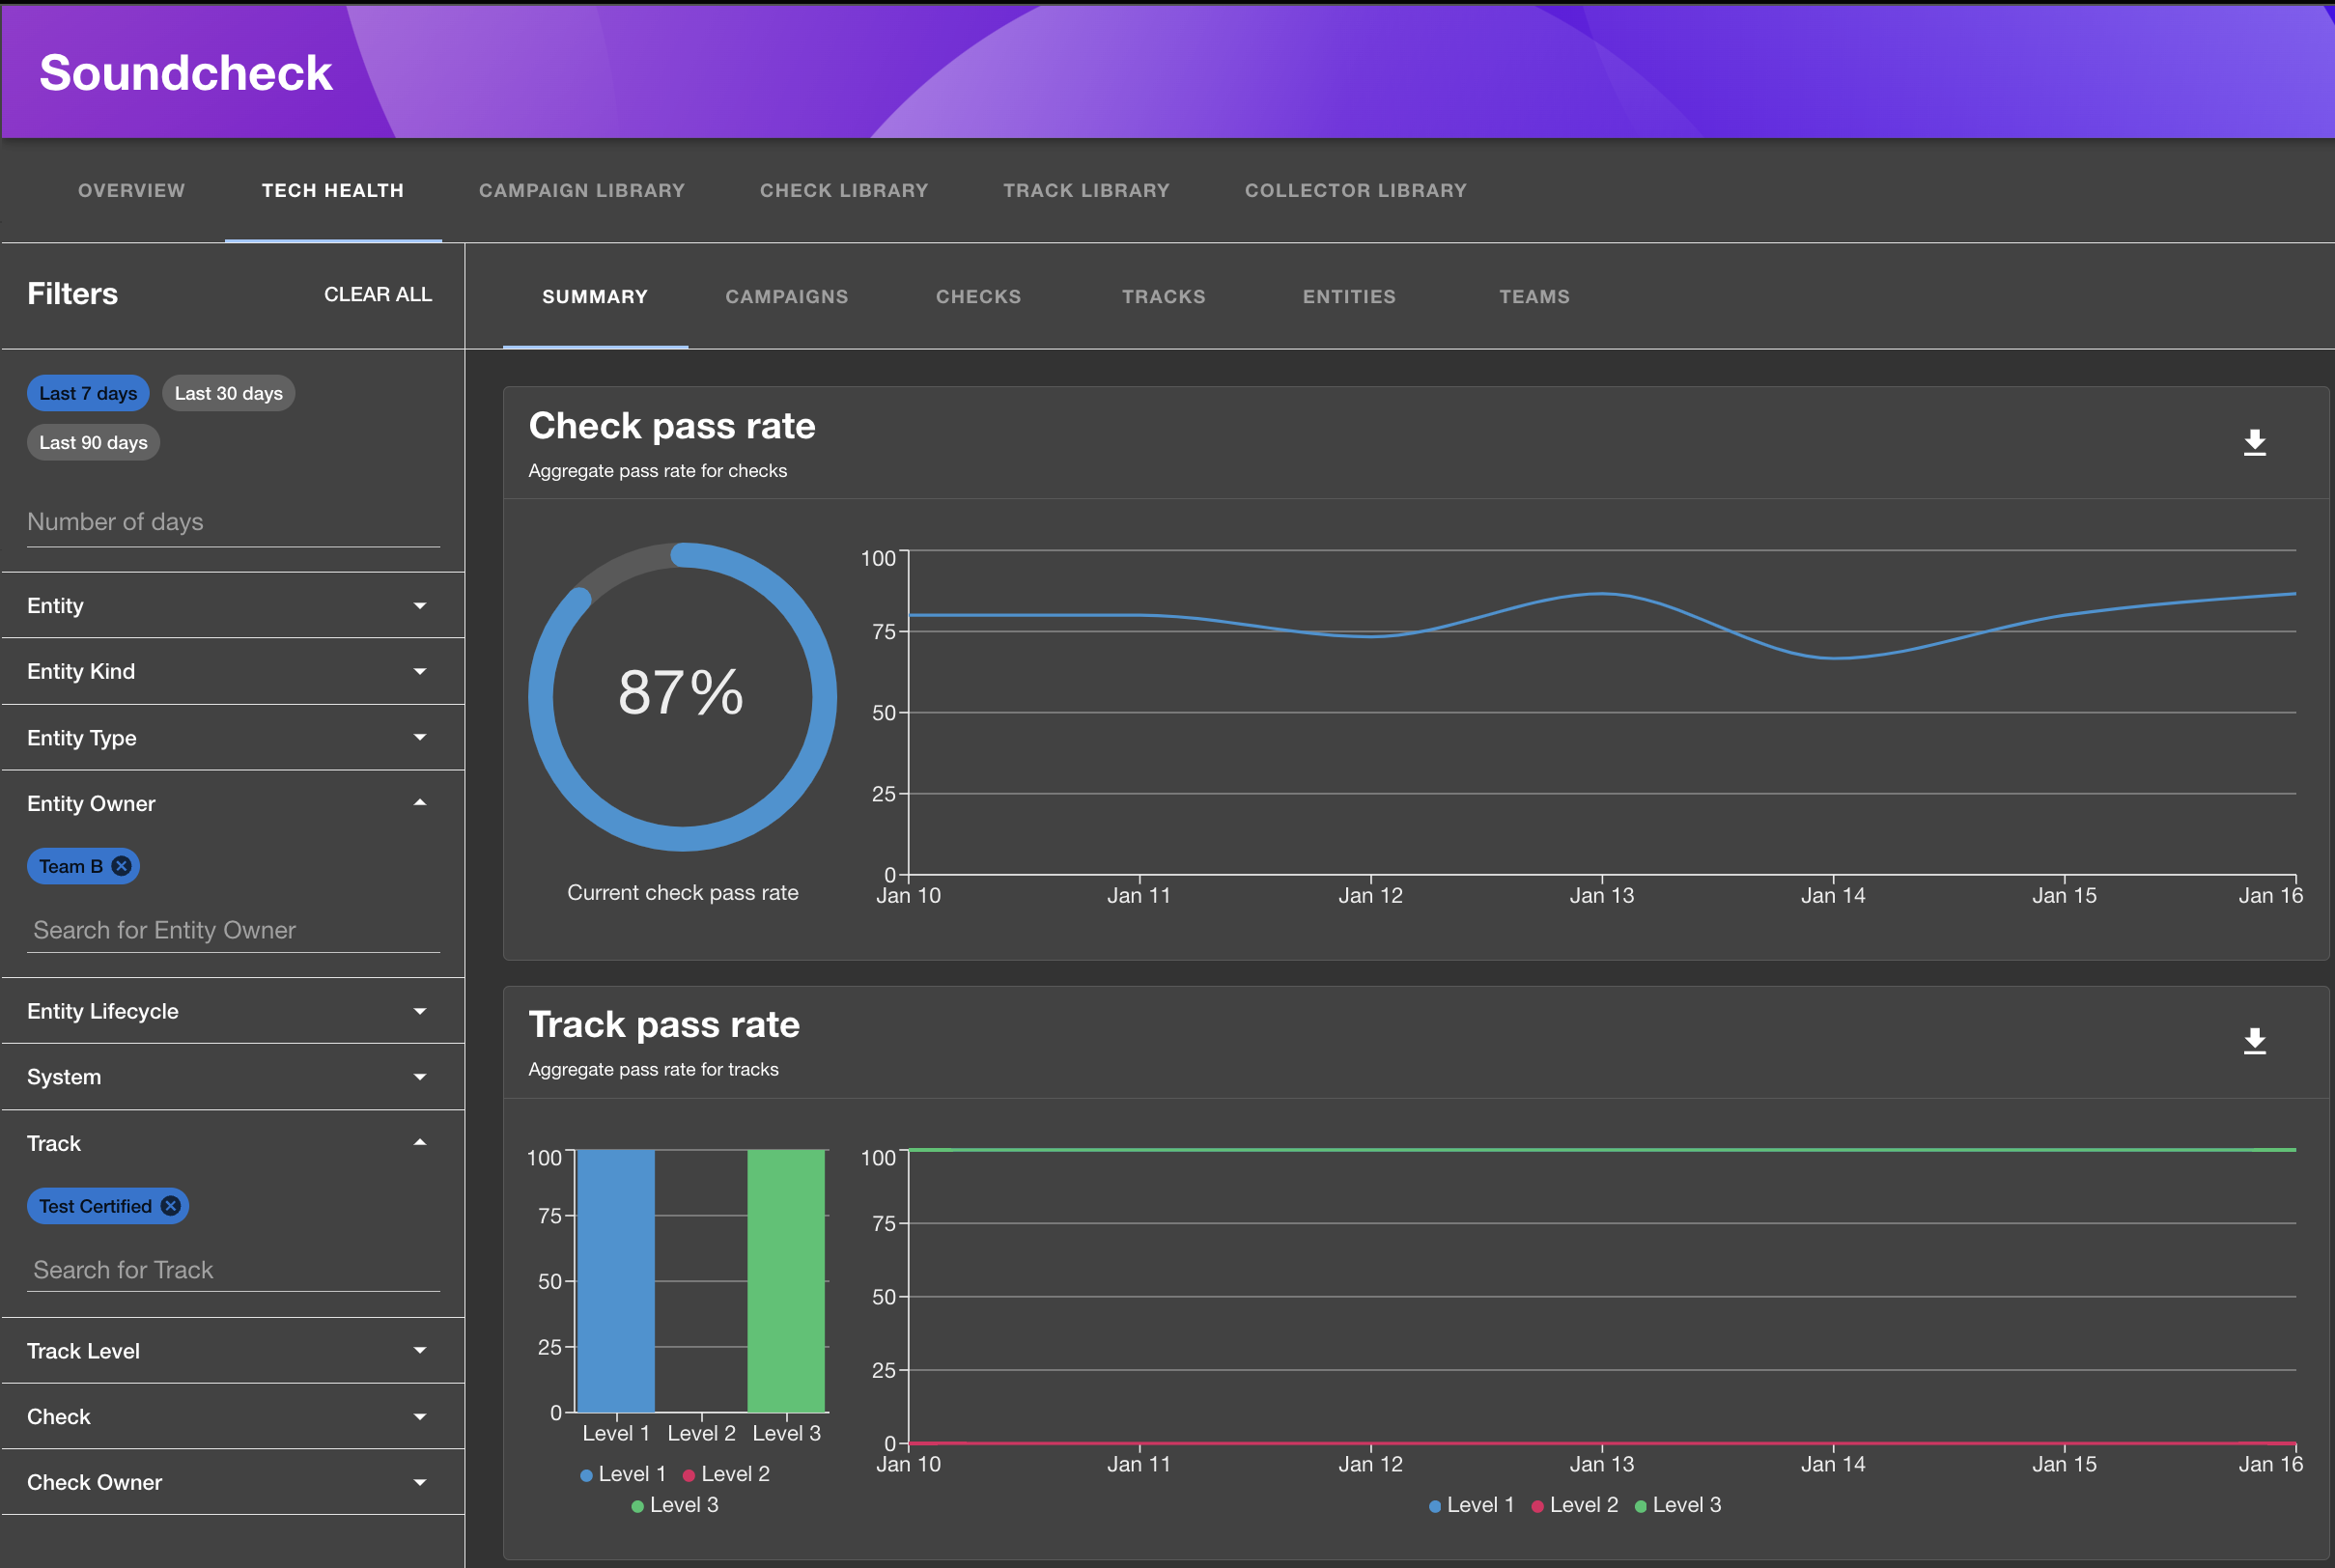 Soundcheck
OVERVIEW TECH HEALTH CAMPAIGN LIBRARY CHECK LIBRARY TRACK LIBRARY COLLECTOR LIBRARY
Filters CLEAR ALL
Last 7 days Last 30 days
Last 90 days
Number of days
Entity
Entity Kind
Entity Type
Entity Owner
Team B
Search for Entity Owner
Entity Lifecycle
System
Track
Test Certified
Search for Track
Track Level
Check
Check Owner
SUMMARY CAMPAIGNS CHECKS TRACKS ENTITIES TEAMS
Check pass rate
Aggregate pass rate for checks
87%
Current check pass rate
100
75
50
25
0
Jan 10 Jan 11 Jan 12 Jan 13 Jan 14 Jan 15 Jan 16
Track pass rate
Aggregate pass rate for tracks
100
75
50
25
0
Level 1 Level 2 Level 3
Level 1 Level 2
Level 3
100
75
50
25
0
Jan 10 Jan 11 Jan 12 Jan 13 Jan 14 Jan 15 Jan 16
Level 1 Level 2 Level 3